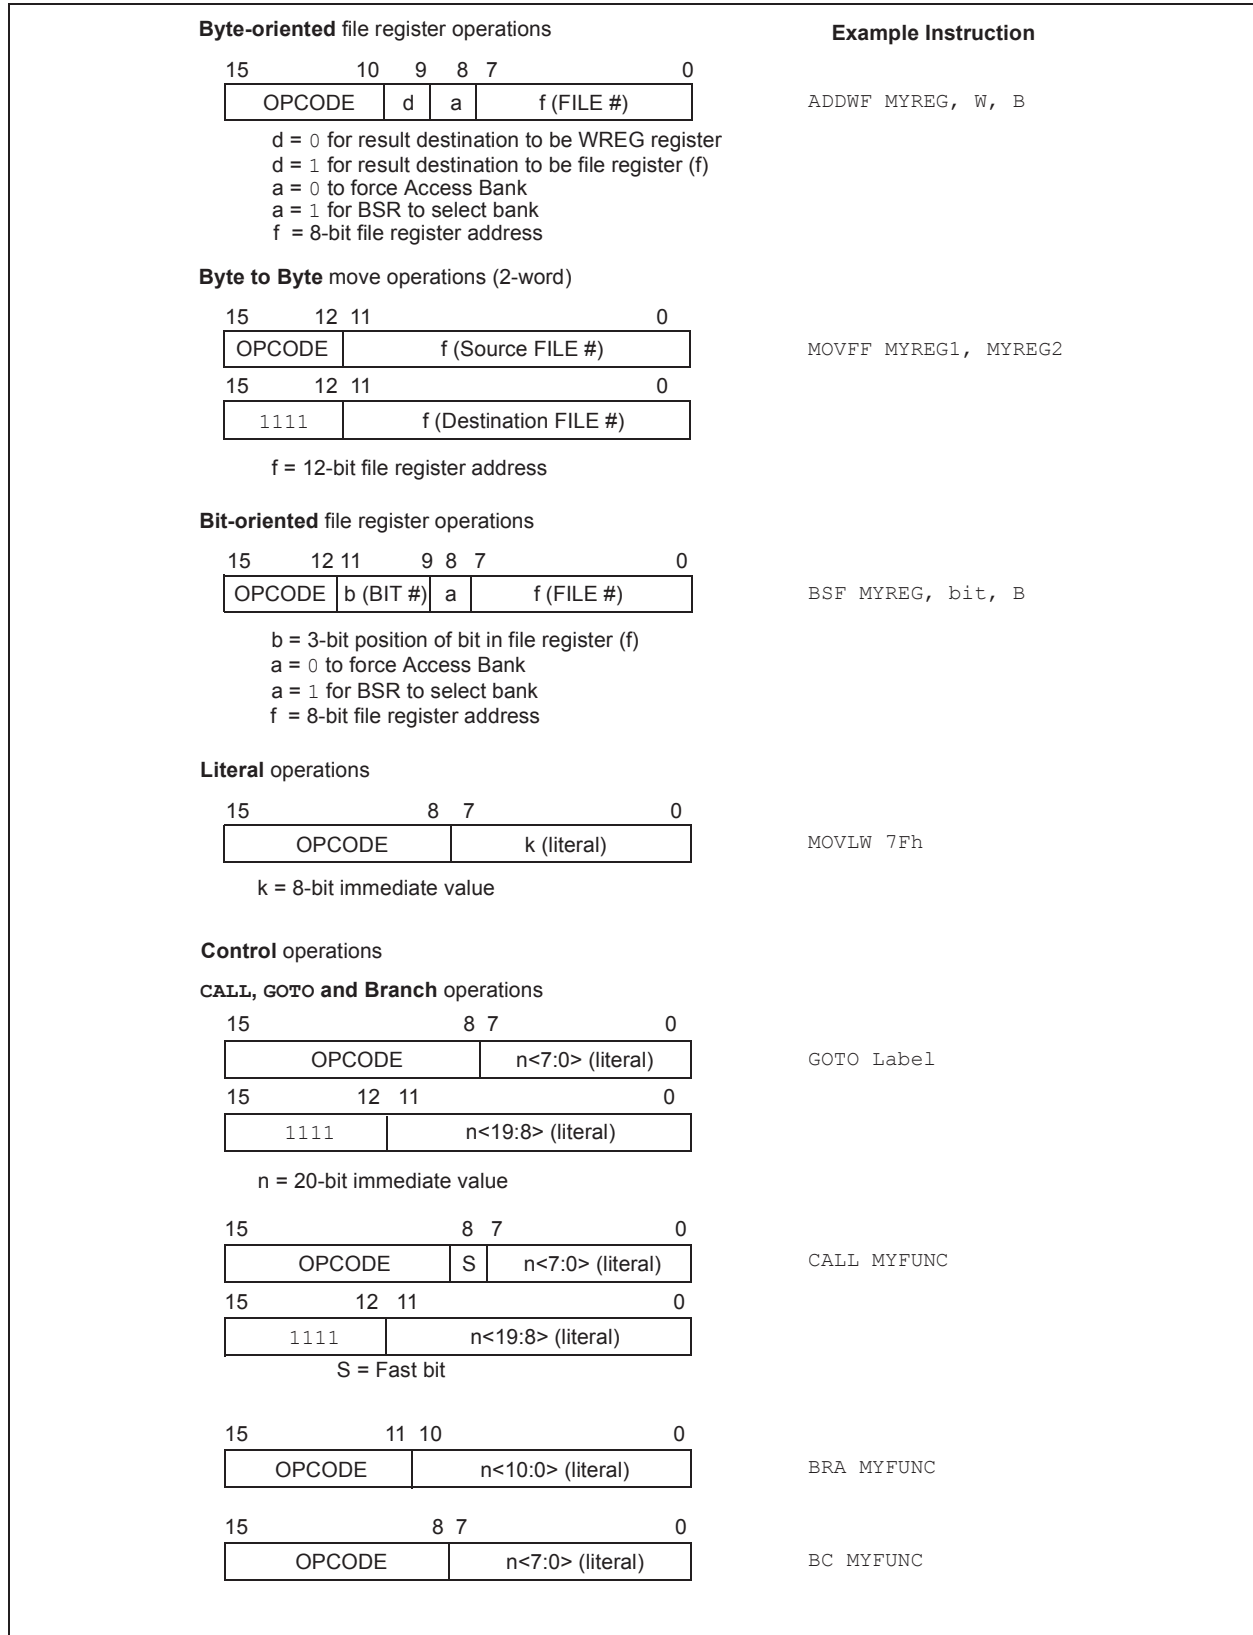 Byte-oriented file register operations
Example Instruction
15 10 9 8 7 0
OPCODE d a f (FILE #)
ADDWF MYREG, W, B
d = 0 for result destination to be WREG register
d = 1 for result destination to be file register (f)
a = 0 to force Access Bank
a = 1 for BSR to select bank
f = 8-bit file register address
Byte to Byte move operations (2-word)
15 12 11 0
OPCODE f (Source FILE #)
MOVFF MYREG1, MYREG2
15 12 11 0
1111 f (Destination FILE #)
f = 12-bit file register address
Bit-oriented file register operations
15 12 11 9 8 7 0
OPCODE b (BIT #) a f (FILE #)
BSF MYREG, bit, B
b = 3-bit position of bit in file register (f)
a = 0 to force Access Bank
a = 1 for BSR to select bank
f = 8-bit file register address
Literal operations
15 8 7 0
OPCODE k (literal)
MOVLW 7Fh
k = 8-bit immediate value
Control operations
CALL, GOTO and Branch operations
15 8 7 0
OPCODE n<7:0> (literal)
GOTO Label
15 12 11 0
1111 n<19:8> (literal)
n = 20-bit immediate value
15 8 7 0
OPCODE S n<7:0> (literal)
CALL MYFUNC
15 12 11 0
1111 n<19:8> (literal)
S = Fast bit
15 11 10 0
OPCODE n<10:0> (literal)
BRA MYFUNC
15 8 7 0
OPCODE n<7:0> (literal)
BC MYFUNC